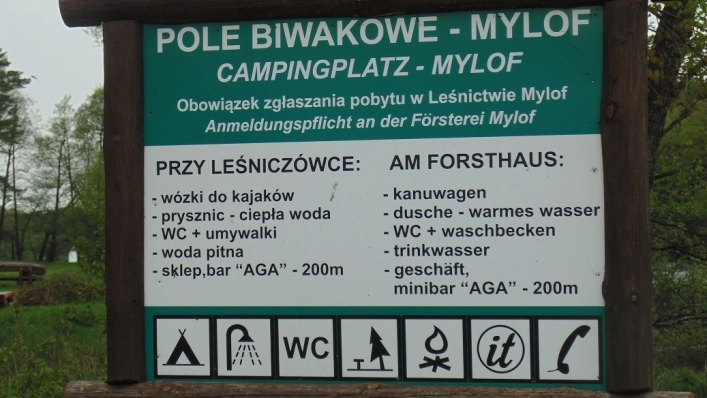 POLE BIWAKOWE - MYLOF
CAMPINGPLATZ - MYLOF
Obowiązek zgłaszania pobytu w Leśnictwie Mylof
Anmeldungspflicht an der Försterei Mylof
PRZY LEŚNICZÓWCE:
- wózki do kajaków
- prysznic - ciepła woda
- WC + umywalki
- woda pitna
- sklep,bar “AGA” - 200m
AM FORSTHAUS:
- kanuwagen
- dusche - warmes wasser
- WC + waschbecken
- trinkwasser
- geschäft,
minibar “AGA” - 200m
WC
it